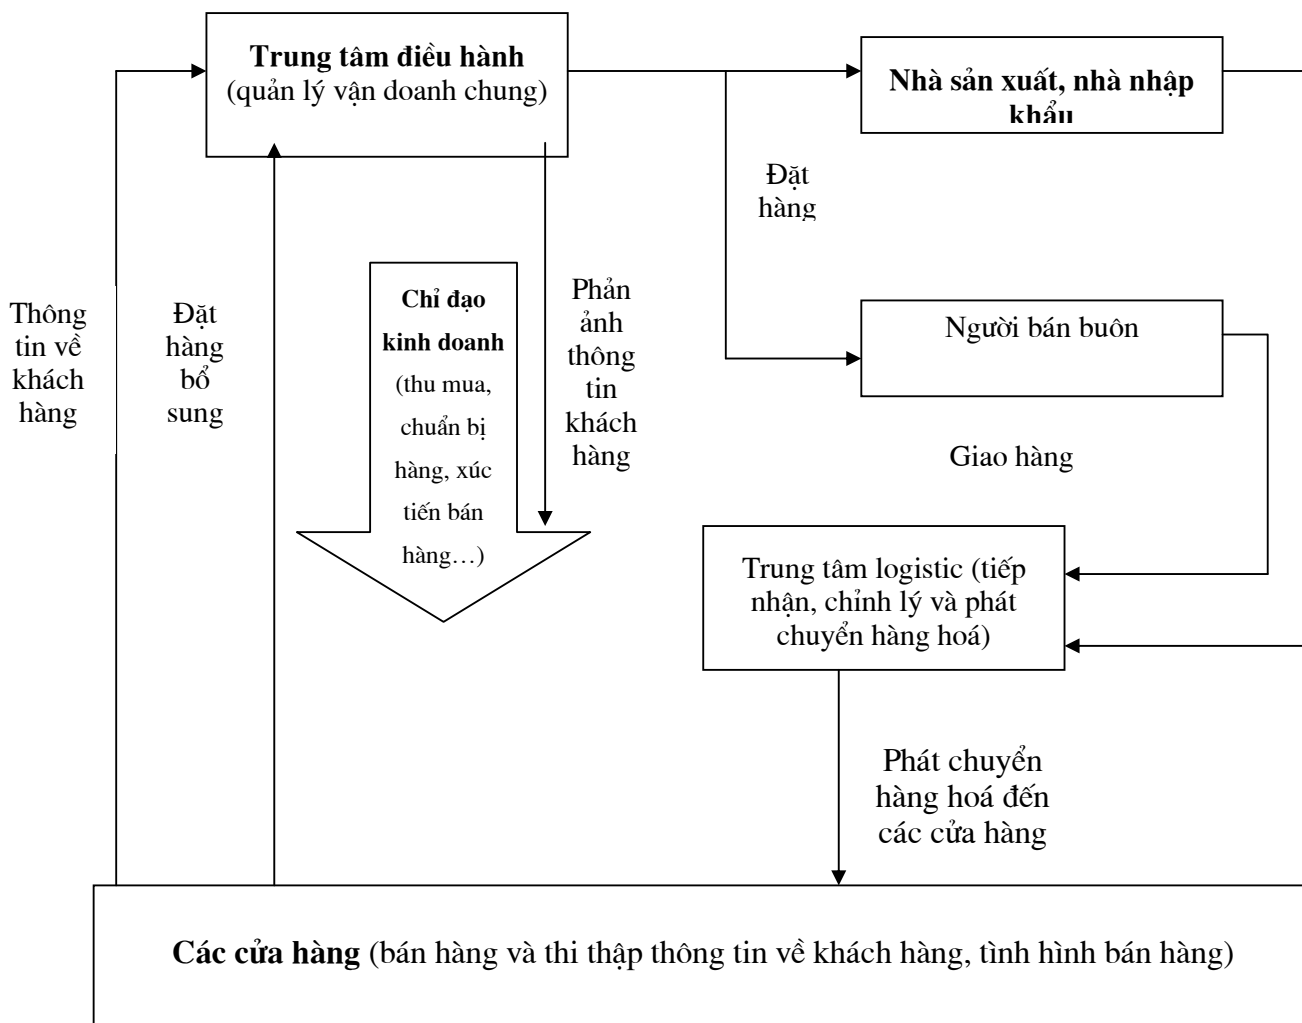 Trung tâm điều hành
(quản lý vận doanh chung)
Nhà sản xuất, nhà nhập
khẩu
Đặt
hàng
Thông
tin về
khách
hàng
Đặt
hàng
bổ
sung
Chỉ đạo
kinh doanh
(thu mua,
chuẩn bị
hàng, xúc
tiến bán
hàng…)
Phản
ảnh
thông
tin
khách
hàng
Người bán buôn
Giao hàng
Trung tâm logistic (tiếp
nhận, chỉnh lý và phát
chuyển hàng hoá)
Phát chuyển
hàng hoá đến
các cửa hàng
Các cửa hàng (bán hàng và thi thập thông tin về khách hàng, tình hình bán hàng)